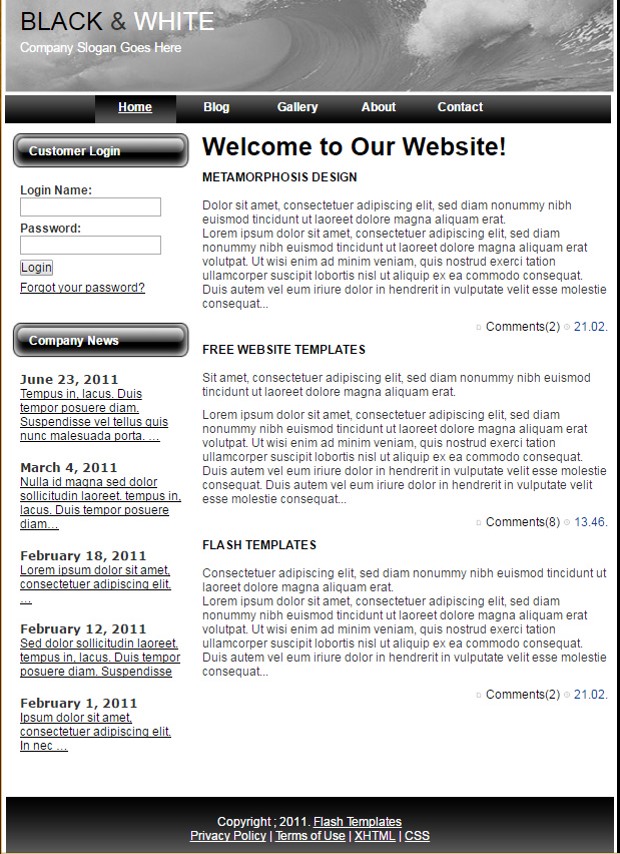 BLACK & WHITE
Company Slogan Goes Here
Home Blog Gallery About Contact
Customer Login
Login Name:
Password:
Login
Forgot your password?
Company News
June 23, 2011
Tempus in, lacus. Duis
tempor posuere diam.
Suspendisse vel tellus quis
nunc malesuada porta. ...
March 4, 2011
Nulla id magna sed dolor
sollicitudin laoreet. tempus in,
lacus. Duis tempor posuere
diam...
February 18, 2011
Lorem ipsum dolor sit amet,
consectetuer adipiscing elit,
...
February 12, 2011
Sed dolor sollicitudin laoreet,
tempus in, lacus. Duis tempor
posuere diam. Suspendisse
February 1, 2011
Ipsum dolor sit amet,
consectetuer adipiscing elit,
In nec ...
Welcome to Our Website!
METAMORPHOSIS DESIGN
Dolor sit amet, consectetuer adipiscing elit, sed diam nonummy nibh
euismod tincidunt ut laoreet dolore magna aliquam erat.
Lorem ipsum dolor sit amet, consectetuer adipiscing elit, sed diam
nonummy nibh euismod tincidunt ut laoreet dolore magna aliquam erat
volutpat. Ut wisi enim ad minim veniam, quis nostrud exerci tation
ullamcorper suscipit lobortis nisl ut aliquip ex ea commodo consequat.
Duis autem vel eum iriure dolor in hendrerit in vulputate velit esse molestie
consequat...
Comments(2) 21.02.
FREE WEBSITE TEMPLATES
Sit amet, consectetuer adipiscing elit, sed diam nonummy nibh euismod
tincidunt ut laoreet dolore magna aliquam erat.
Lorem ipsum dolor sit amet, consectetuer adipiscing elit, sed diam
nonummy nibh euismod tincidunt ut laoreet dolore magna aliquam erat
volutpat. Ut wisi enim ad minim veniam, quis nostrud exerci tation
ullamcorper suscipit lobortis nisl ut aliquip ex ea commodo consequat.
Duis autem vel eum iriure dolor in hendrerit in vulputate velit esse molestie
consequat. Duis autem vel eum iriure dolor in hendrerit in vulputate velit
esse molestie consequat...
Comments(8) 13.46.
FLASH TEMPLATES
Consectetuer adipiscing elit, sed diam nonummy nibh euismod tincidunt ut
laoreet dolore magna aliquam erat.
Lorem ipsum dolor sit amet, consectetuer adipiscing elit, sed diam
nonummy nibh euismod tincidunt ut laoreet dolore magna aliquam erat
volutpat. Ut wisi enim ad minim veniam, quis nostrud exerci tation
ullamcorper suscipit lobortis nisl ut aliquip ex ea commodo consequat.
Duis autem vel eum iriure dolor in hendrerit in vulputate velit esse molestie
consequat...
Comments(2) 21.02.
Copyright ; 2011. Flash Templates
Privacy Policy | Terms of Use | XHTML | CSS